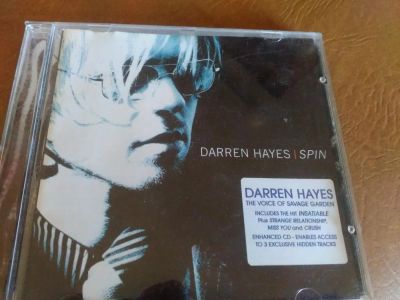 DARREN HAYES | SPIN
DARREN HAYES
THE VOICE OF SAVAGE GARDEN
INCLUDES THE HIT INSATIABLE
Plus STRANGE RELATIONSHIP,
MISS YOU and CRUSH
ENHANCED CD - ENABLES ACCESS
TO 3 EXCLUSIVE HIDDEN TRACKS